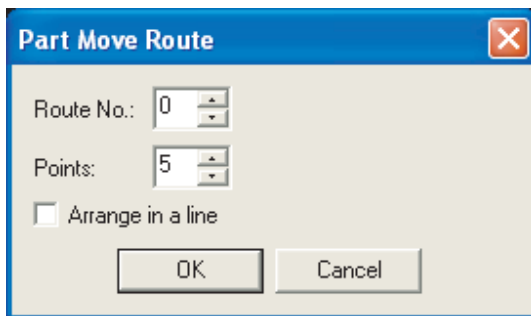 Part Move Route
Route No.: 0
Points: 5
Arrange in a line
OK Cancel